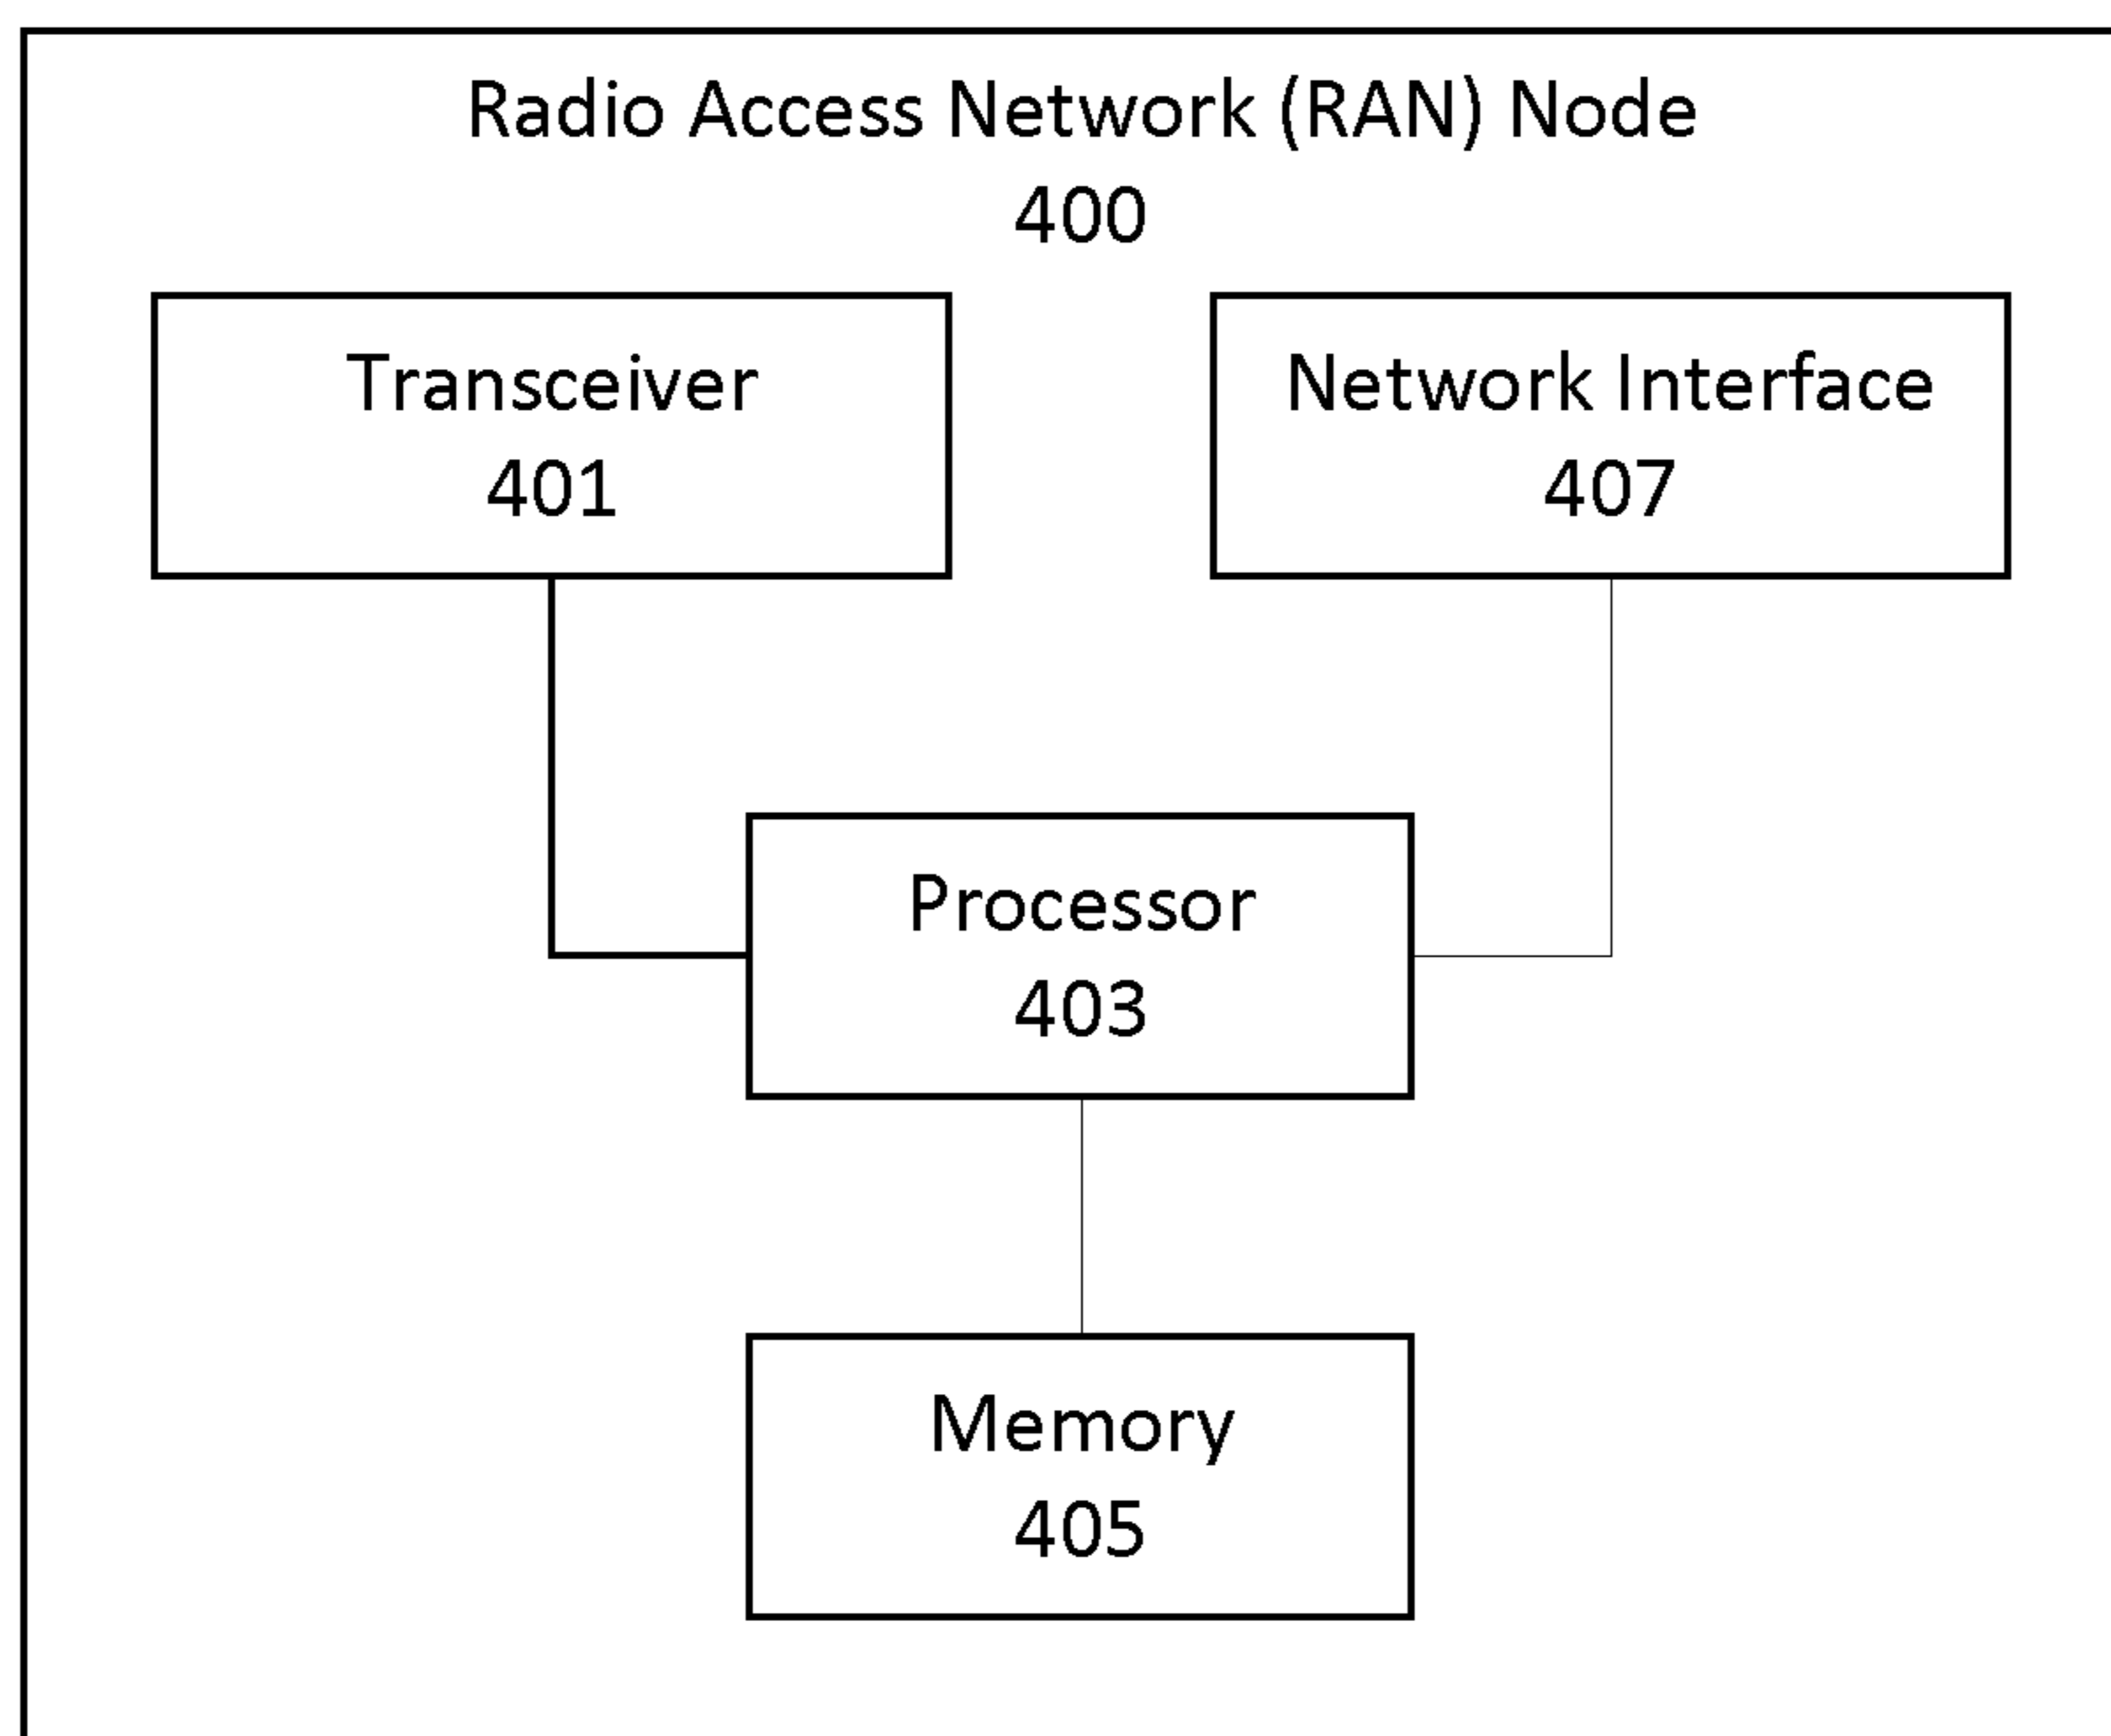 Radio Access Network (RAN) Node
400
Transceiver
401
Network Interface
407
Processor
403
Memory
405